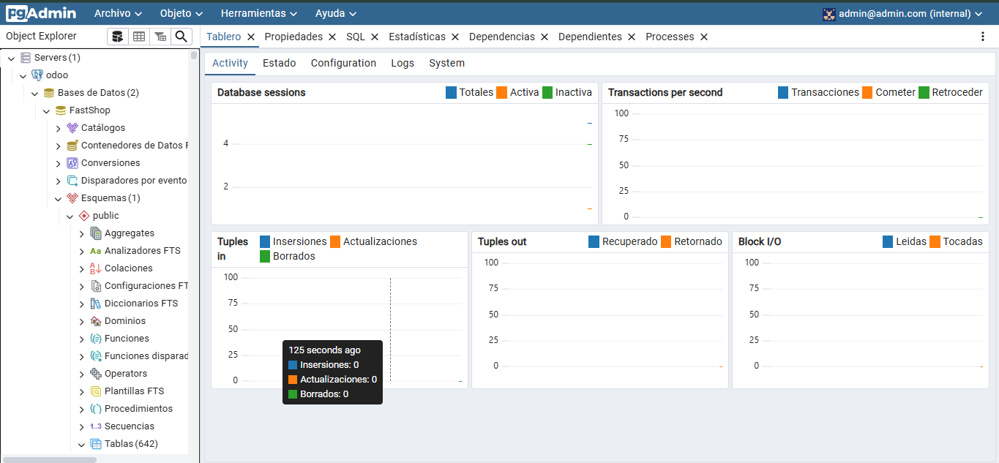 pgAdmin Archivo Objeto Herramientas Ayuda admin@admin.com (internal)
Object Explorer
Tablero Propiedades SQL Estadísticas Dependencias Dependientes Processes
Servers (1)
odoo
Bases de Datos (2)
FastShop
Catálogos
Contenedores de Datos F
Conversiones
Disparadores por evento
Esquemas (1)
public
Aggregates
Aa Analizadores FTS
Colaciones
Configuraciones FT
Diccionarios FTS
Dominios
Funciones
Funciones disparad
Operators
Plantillas FTS
Procedimientos
1..3 Secuencias
Tablas (642)
Activity Estado Configuration Logs System
Database sessions Totales Activa Inactiva
4
2
Transactions per second Transacciones Cometer Retroceder
100
75
50
25
0
Tuples in Insersiones Actualizaciones
Borrados
100
75
50
25
0
125 seconds ago
Insersiones: 0
Actualizaciones: 0
Borrados: 0
Tuples out Recuperado Retornado
100
75
50
25
0
Block I/O Leidas Tocadas
100
75
50
25
0